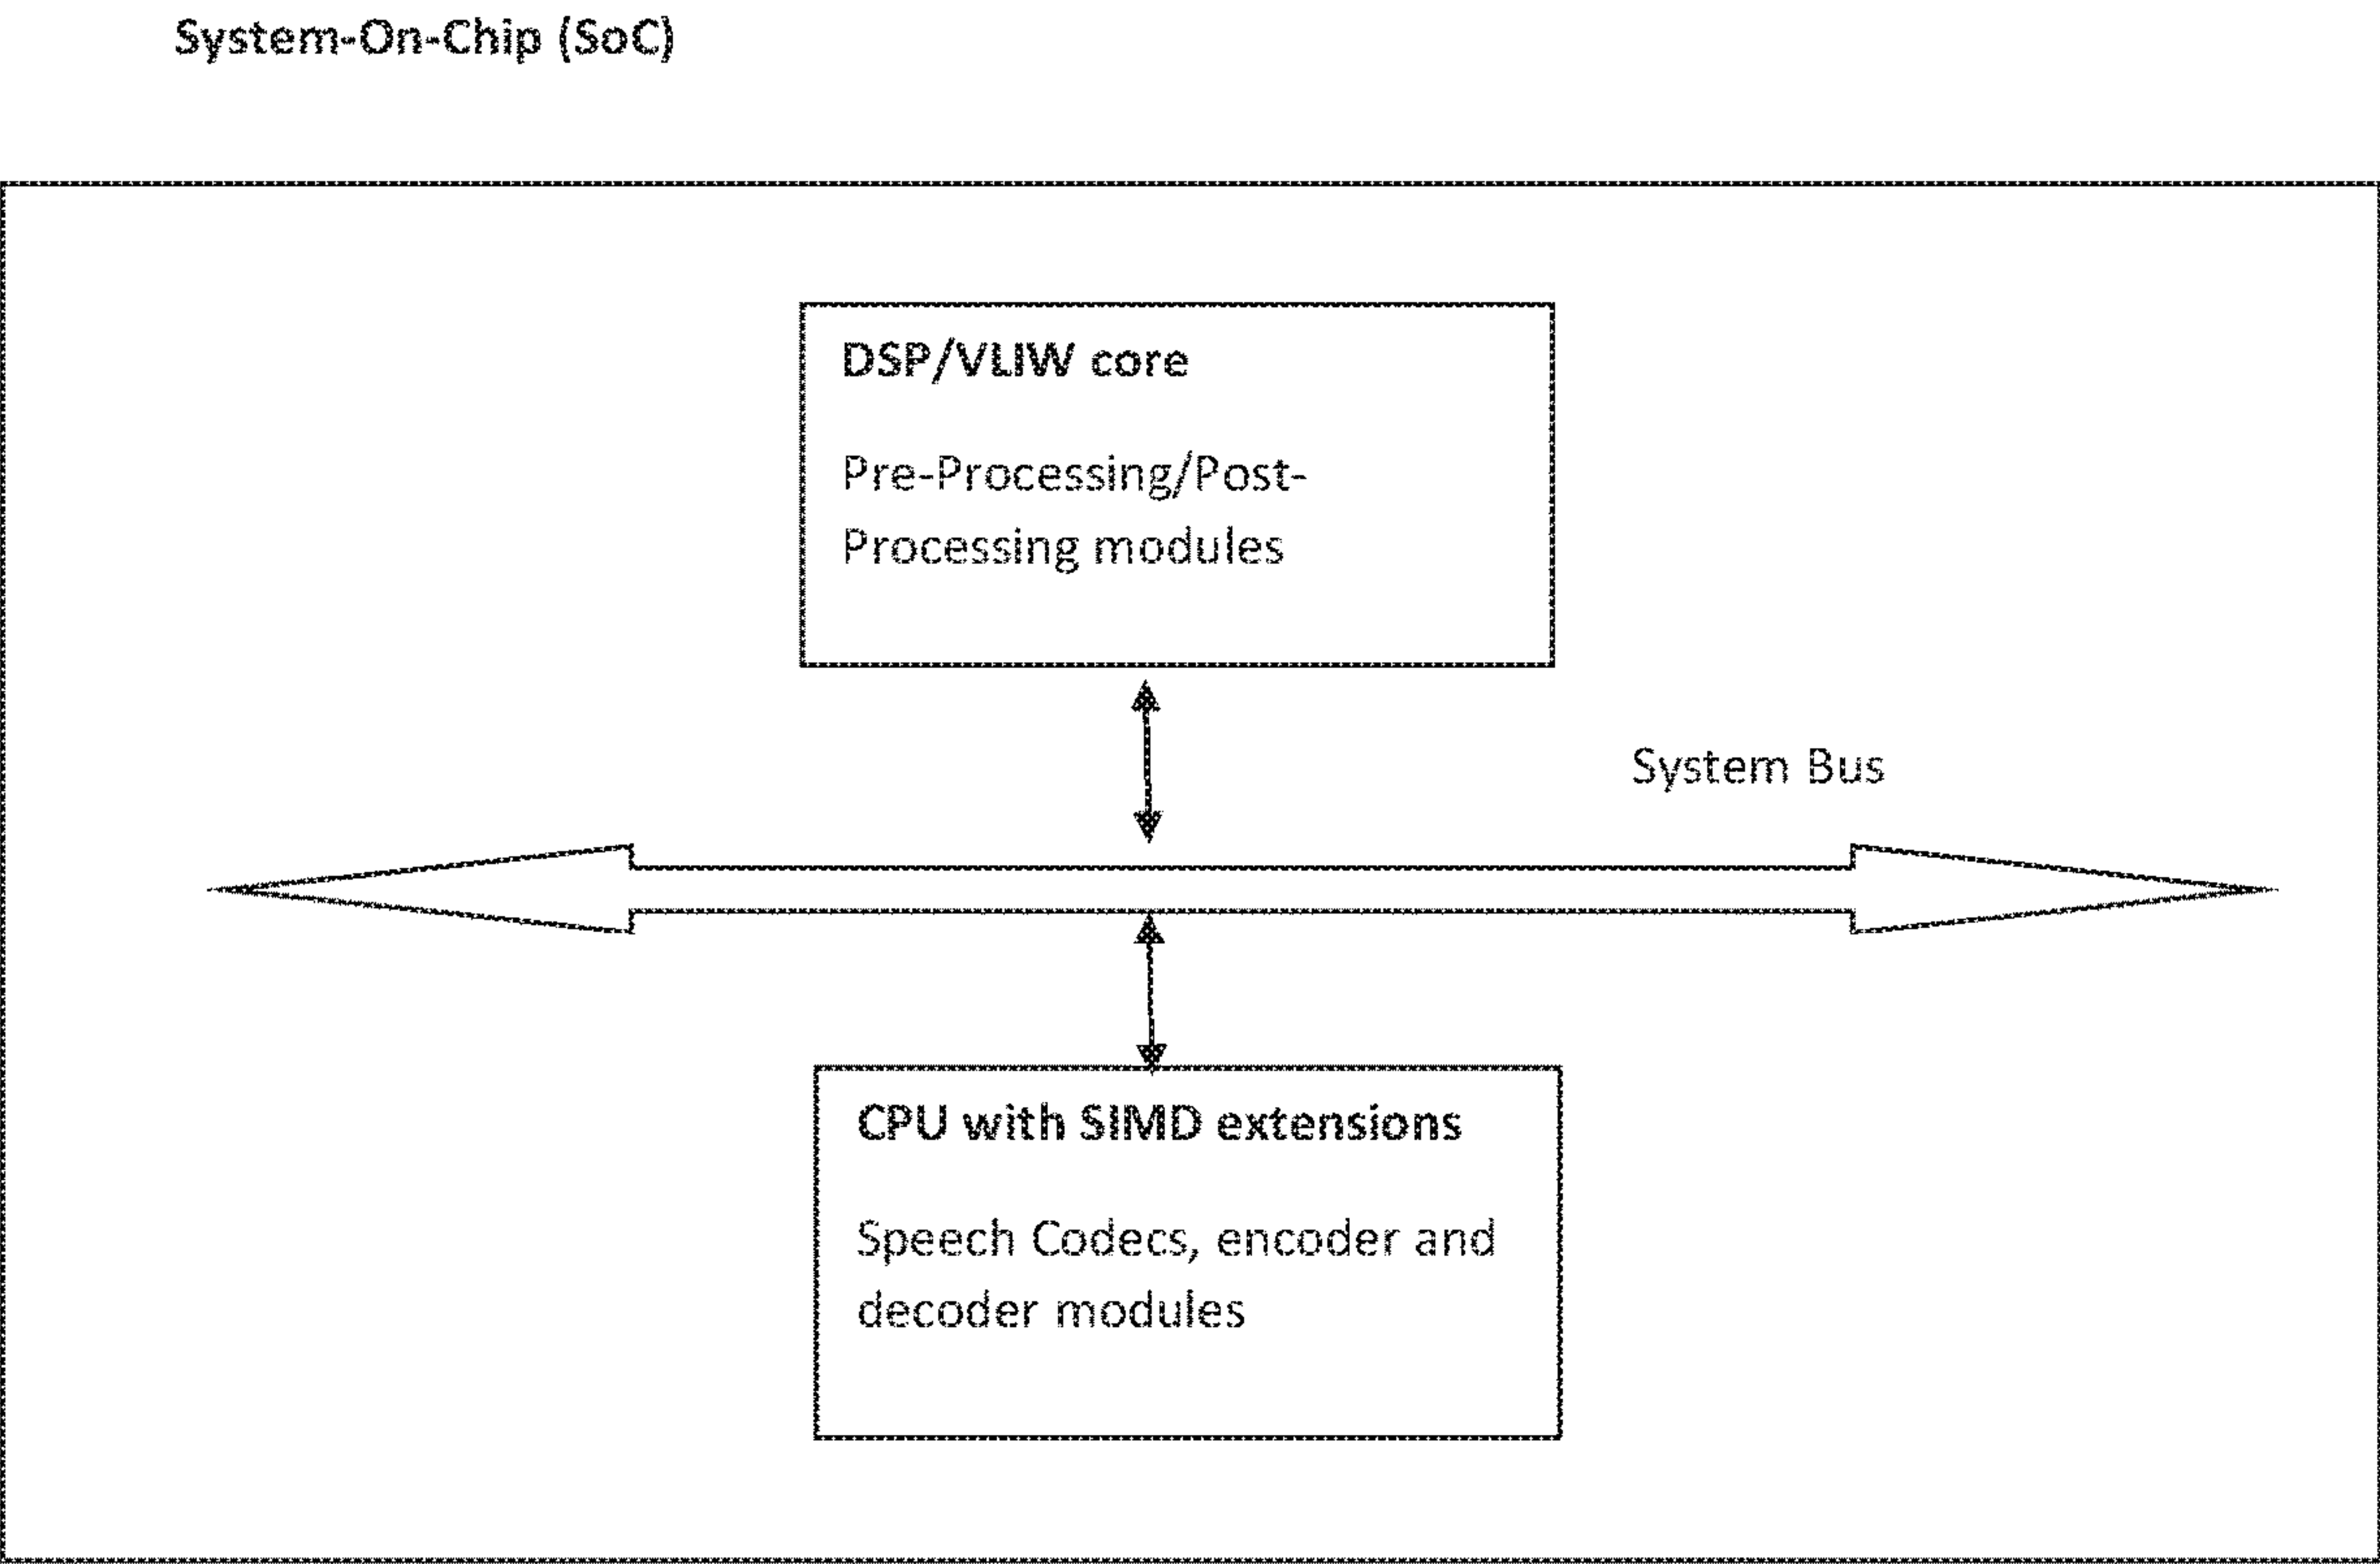 System-On-Chip (SoC)
DSP/VLIW core
Pre-Processing/Post-
Processing modules
System Bus
CPU with SIMD extensions
Speech Codecs, encoder and
decoder modules